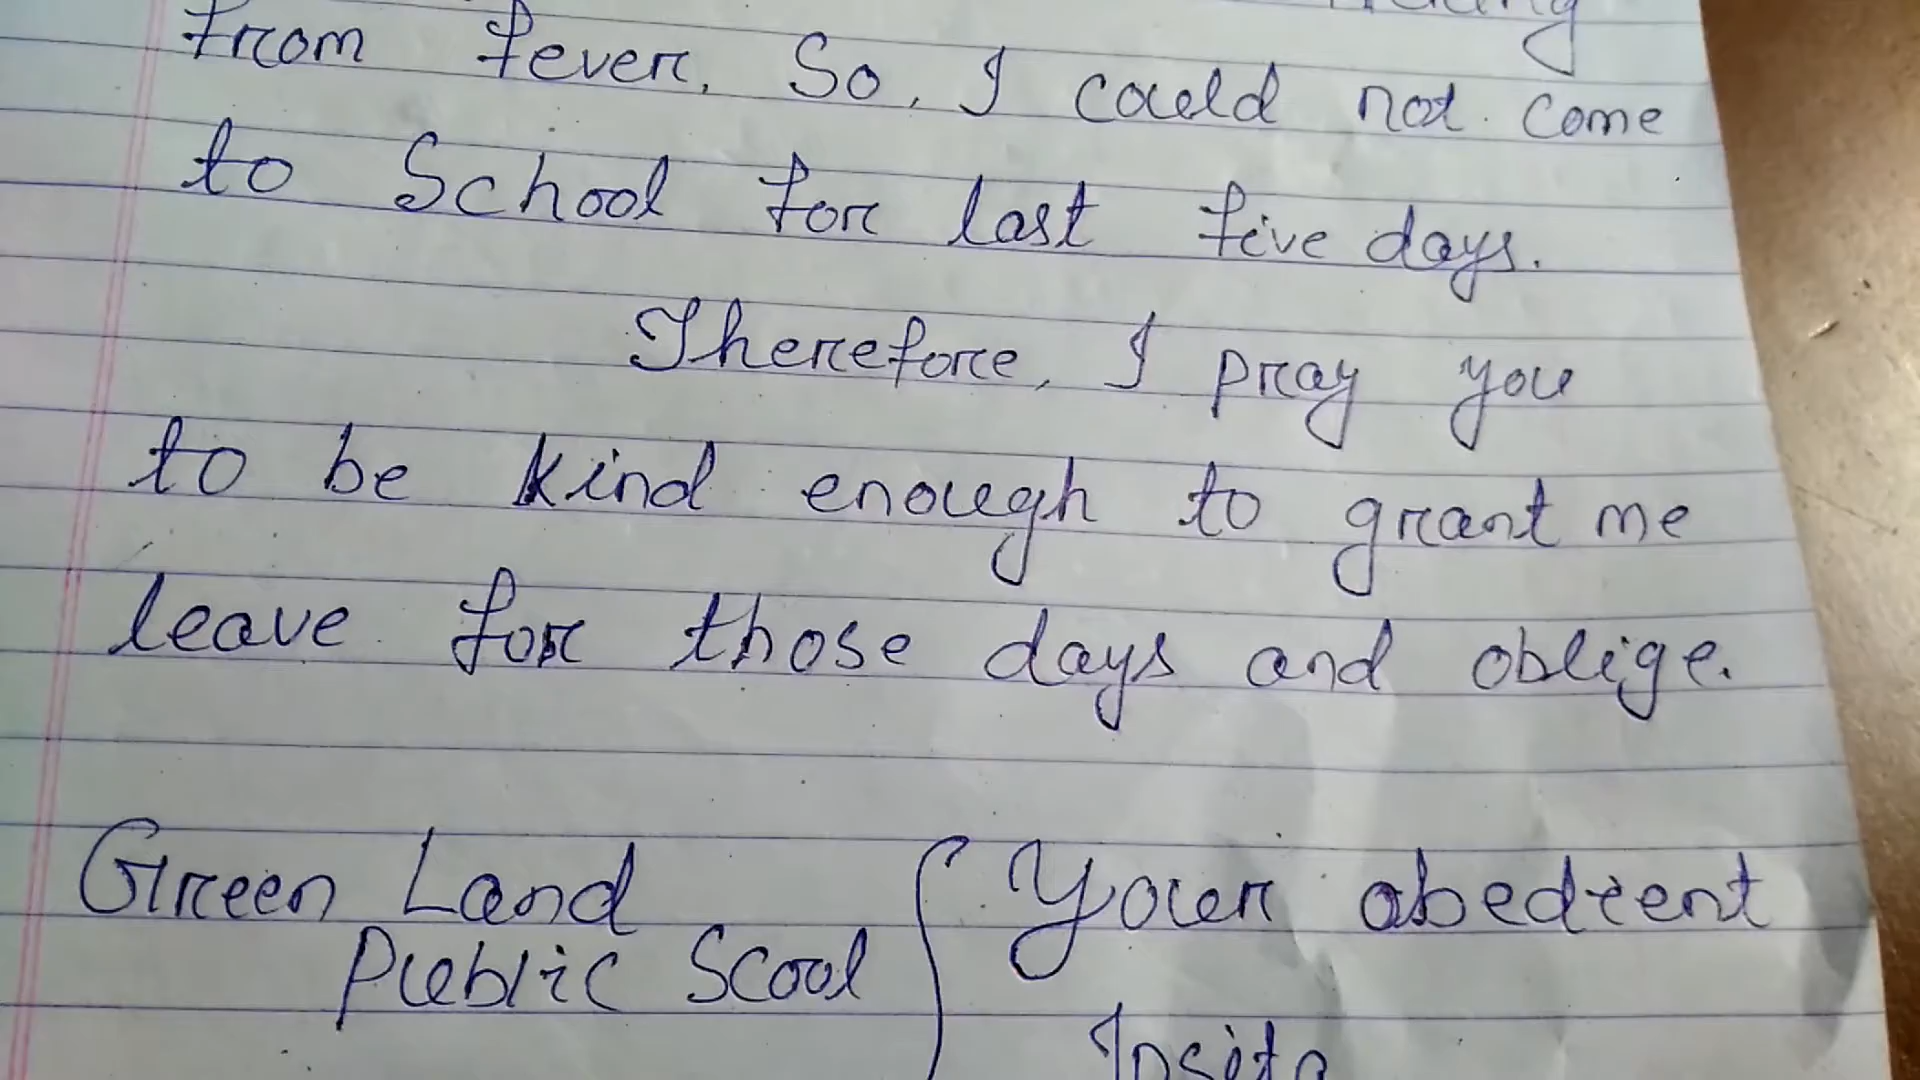 from fever. So, I could not come
to School for last five days.
Therefore, I pray you
to be kind enough to grant me
leave for those days and oblige.
Green Land
Public Scool
Your obedient